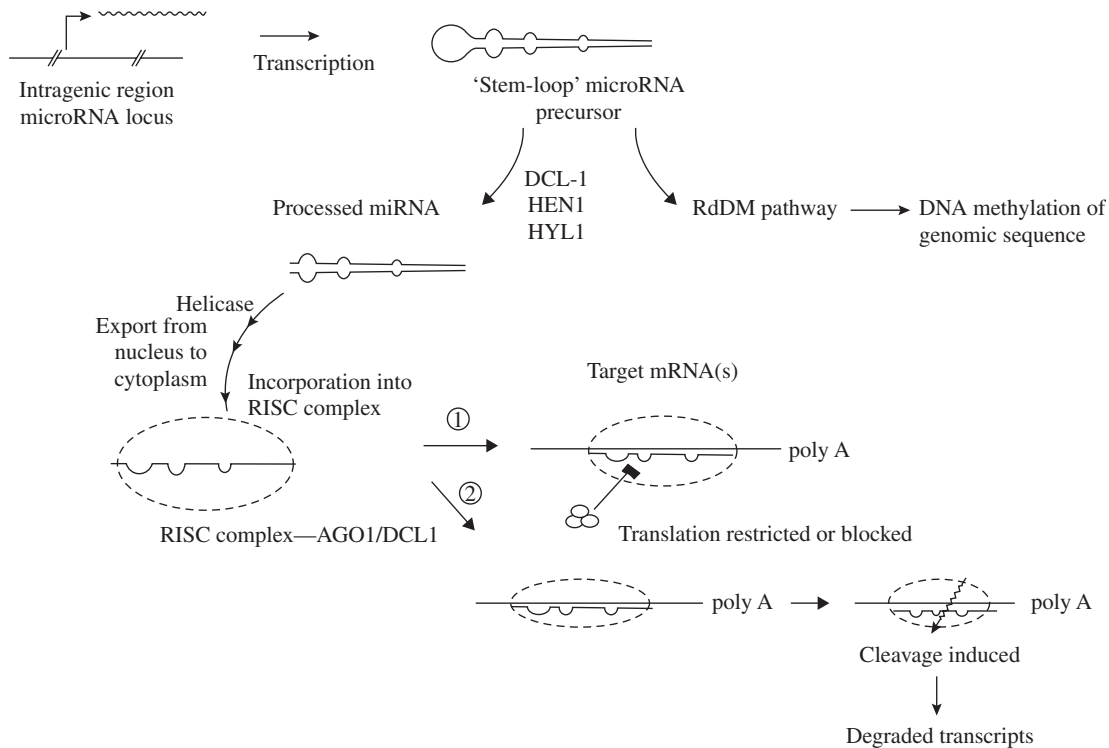 Intragenic region
microRNA locus
Transcription
‘Stem-loop’ microRNA
precursor
DCL-1
HEN1
HYL1
Processed miRNA
RdDM pathway
DNA methylation of
genomic sequence
Helicase
Export from
nucleus to
cytoplasm
Incorporation into
RISC complex
RISC complex—AGO1/DCL1
①
②
Target mRNA(s)
poly A
Translation restricted or blocked
poly A
poly A
Cleavage induced
Degraded transcripts